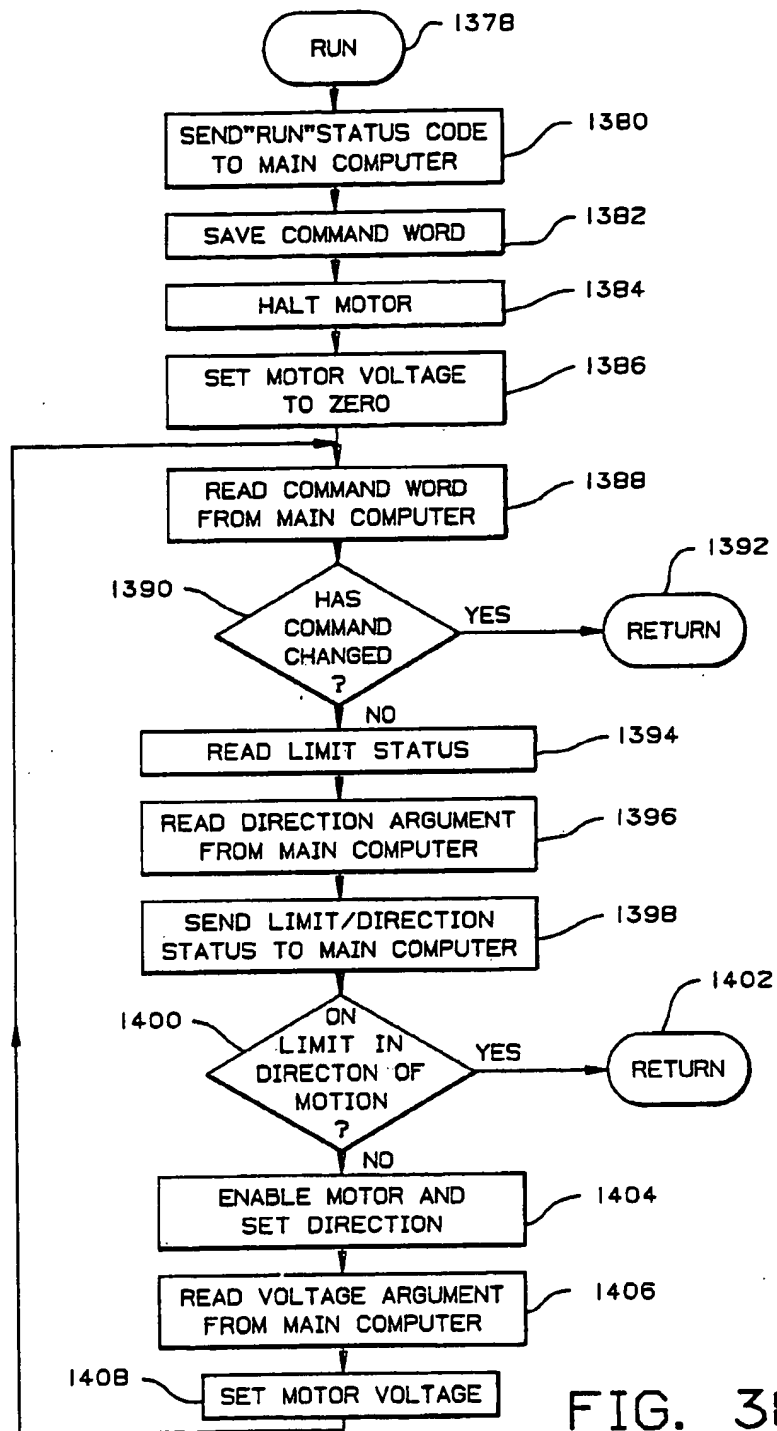 RUN
1378
SEND"RUN"STATUS CODE
TO MAIN COMPUTER
1380
SAVE COMMAND WORD
1382
HALT MOTOR
1384
SET MOTOR VOLTAGE
TO ZERO
1386
READ COMMAND WORD
FROM MAIN COMPUTER
1388
1390
HAS
COMMAND
CHANGED
?
YES
1392
RETURN
NO
READ LIMIT STATUS
1394
READ DIRECTION ARGUMENT
FROM MAIN COMPUTER
1396
SEND LIMIT/DIRECTION
STATUS TO MAIN COMPUTER
1398
1400
ON
LIMIT IN
DIRECTON OF
MOTION
?
YES
1402
RETURN
NO
ENABLE MOTOR AND
SET DIRECTION
1404
READ VOLTAGE ARGUMENT
FROM MAIN COMPUTER
1406
1408
SET MOTOR VOLTAGE
FIG.